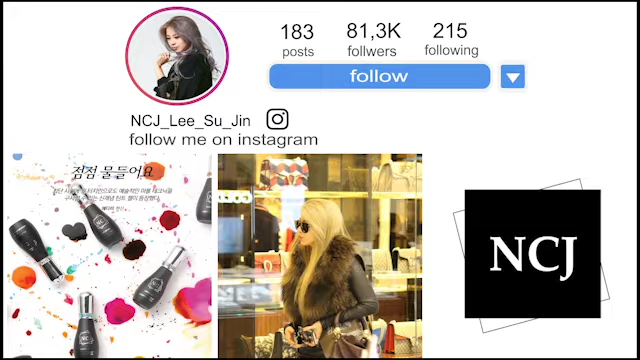 183
81,3K
215
posts
follwers
following
follow
NCJ_Lee_Su_Jin
follow me on instagram
점점 물들어요
NCJ